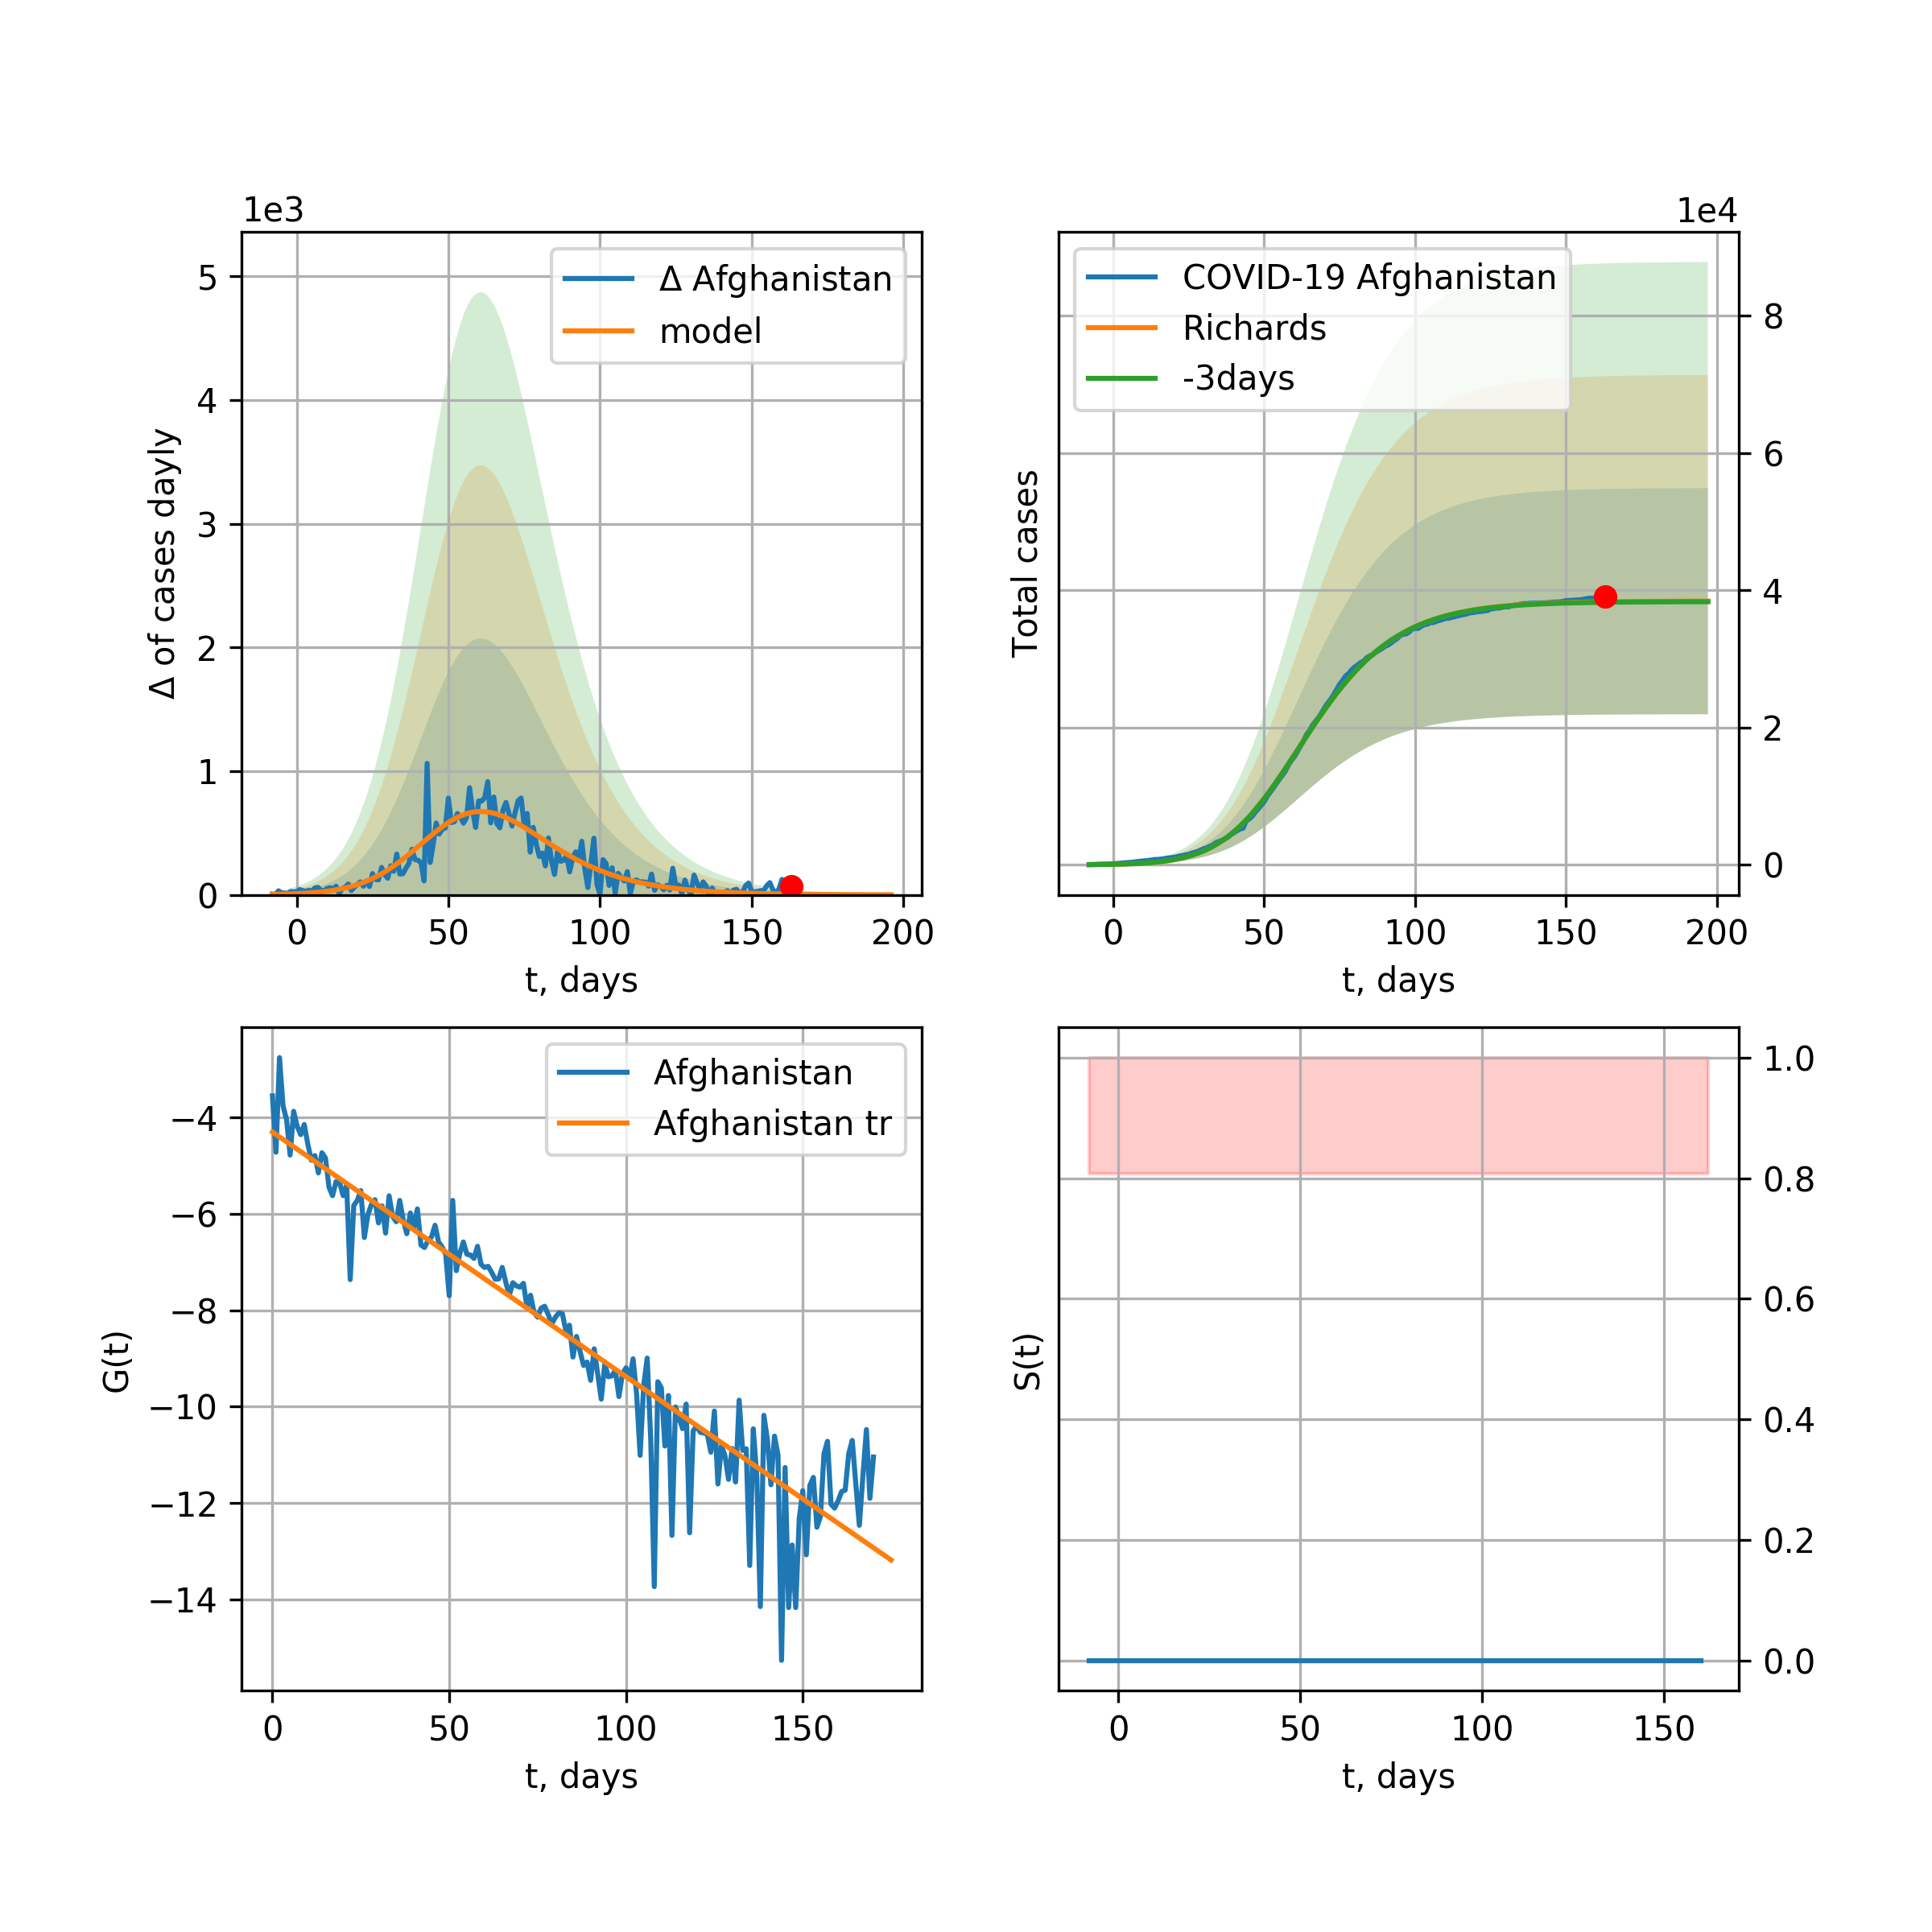 1e3
Δ of cases dayly
5
4
3
2
1
0
Δ Afghanistan
model
0 50 100 150 200
t, days
1e4
Total cases
COVID-19 Afghanistan
Richards
-3days
8
6
4
2
0
0 50 100 150 200
t, days
G(t)
−4
−6
−8
−10
−12
−14
Afghanistan
Afghanistan tr
0 50 100 150
t, days
S(t)
1.0
0.8
0.6
0.4
0.2
0.0
0 50 100 150
t, days